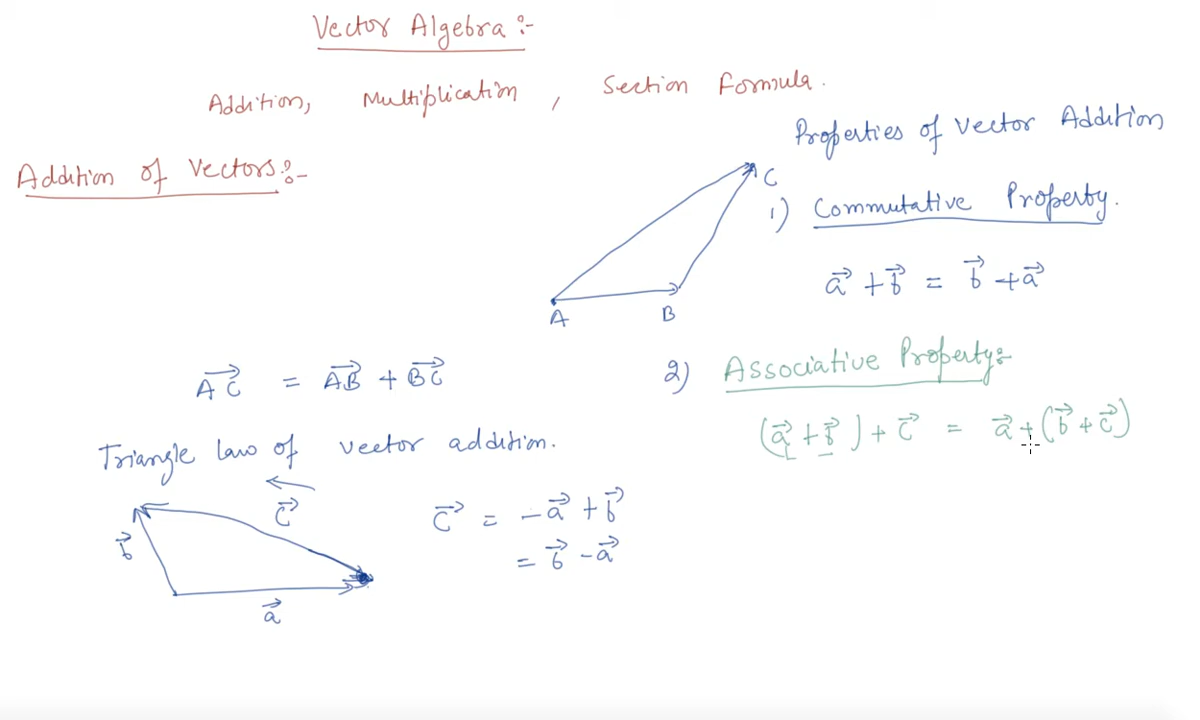 Vector Algebra :-
Addition, Multiplication , Section Formula.
Addition of Vectors :-
A
B
C
A⃗C⃗ = A⃗B⃗ + B⃗C⃗
Triangle law of vector addition.
b⃗
c⃗
a⃗
c⃗ = -a⃗ + b⃗
= b⃗ - a⃗
Properties of Vector Addition
1) Commutative Property.
a⃗ + b⃗ = b⃗ + a⃗
2) Associative Property:-
(a⃗ + b⃗) + c⃗ = a⃗ + (b⃗ + c⃗)